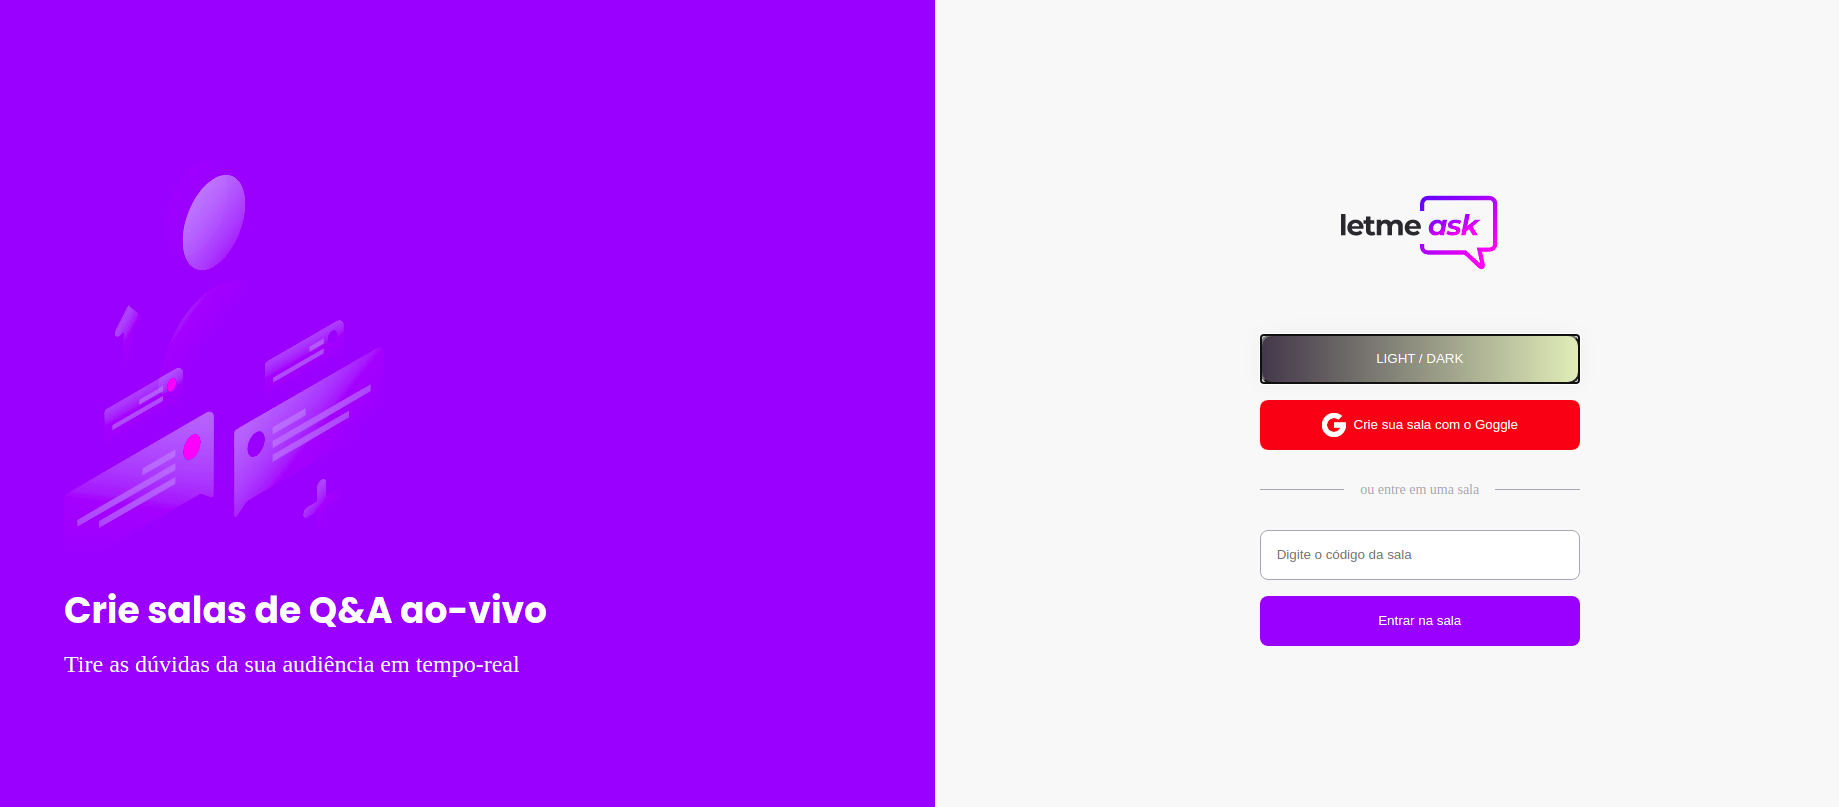 Crie salas de Q&A ao-vivo
Tire as dúvidas da sua audiência em tempo-real
letme ask
LIGHT / DARK
G Crie sua sala com o Goggle
ou entre em uma sala
Digite o código da sala
Entrar na sala